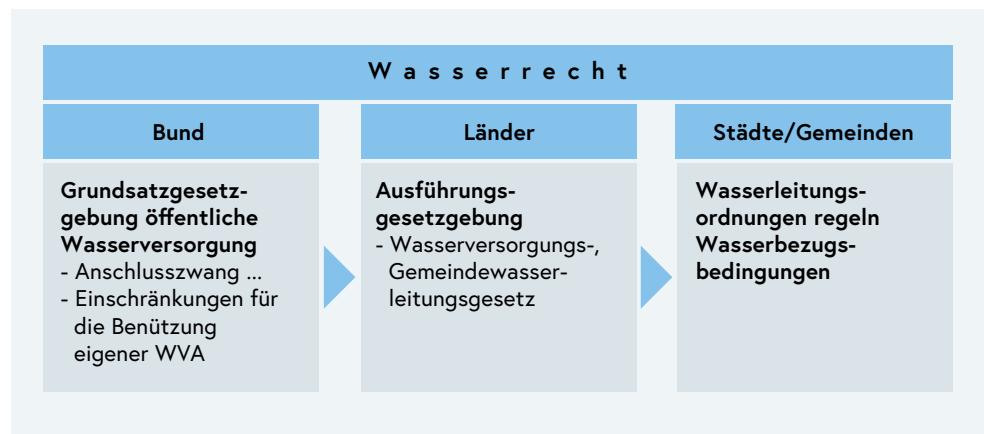 Wasserrecht
Bund
Länder
Städte/Gemeinden
Grundsatzgesetz-
gebung öffentliche
Wasserversorgung
- Anschlusszwang ...
- Einschränkungen für
die Benützung
eigener WVA
Ausführungs-
gesetzgebung
- Wasserversorgungs-,
Gemeindewasser-
leitungsgesetz
Wasserleitungs-
ordnungen regeln
Wasserbezugs-
bedingungen